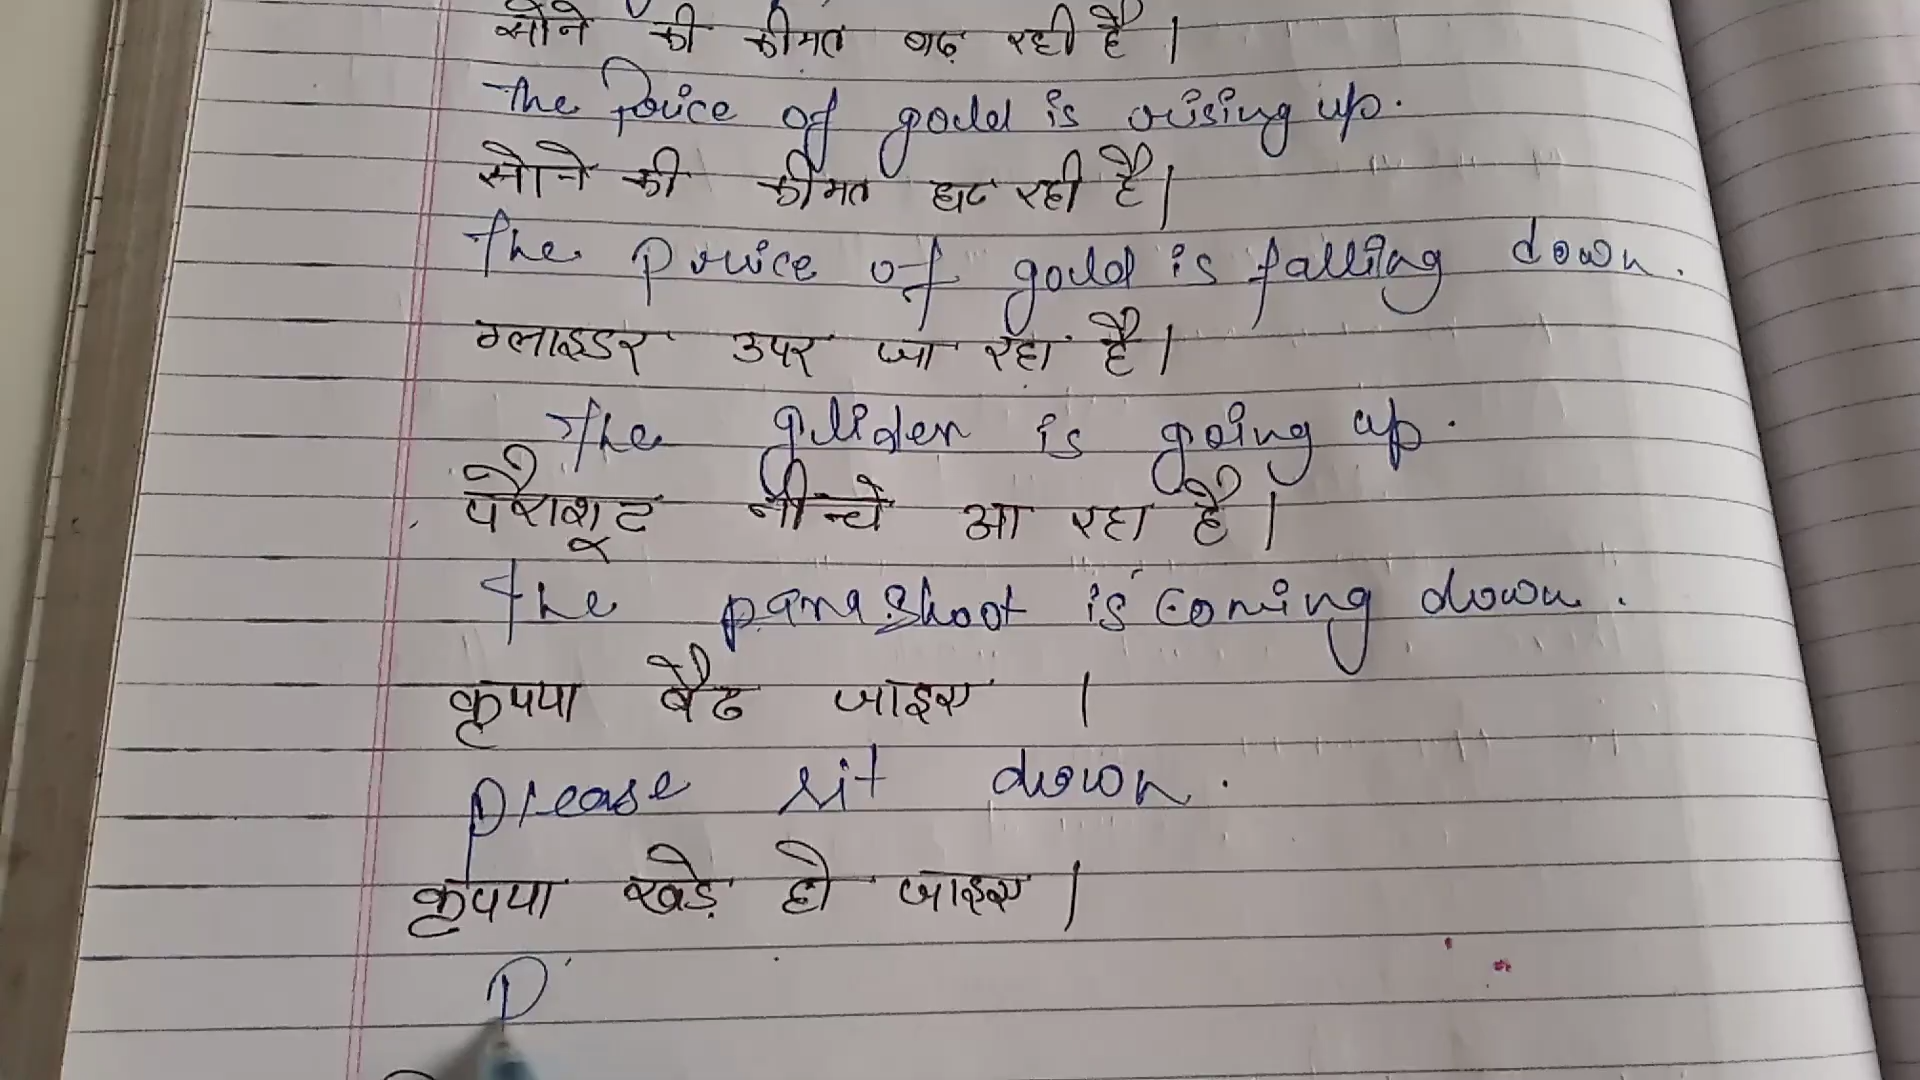 सोने की कीमत बढ़ रही है ।
The Price of gold is rising up.
सोने की कीमत घट रही है।
The Price of gold is falling down.
ग्लाइडर उपर जा रहा है।
The glider is going up.
पैराशूट नीचे आ रहा है।
The parashoot is coming down.
कृपया बैठ जाइए ।
Please sit down.
कृपया खड़े हो जाइए ।
P